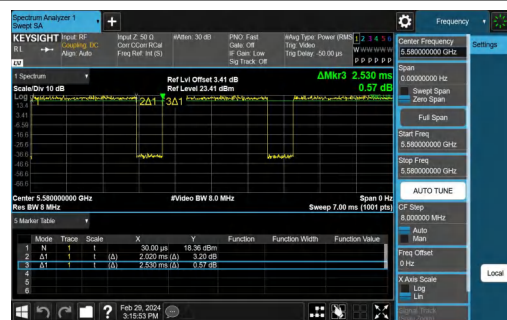 Spectrum Analyzer 1
Swept SA
Frequency
KEYSIGHT Input: RF
Input Z: 50 Ω
#Atten: 30 dB
PNO: Fast
#Avg Type: Power (RMS
1 2 3 4 5 6
RL
Coupling: DC
Corr CCorr RCal
Gate: Off
Trig: Video
W W W W W W
Align: Auto
Freq Ref: Int (S)
IF Gain: Low
Trig Delay: -50.00 µs
Sig Track: Off
P P P P P P
LXI
Center Frequency
5.580000000 GHz
Settings
Span
0.00000000 Hz
Swept Span
Zero Span
Full Span
Start Freq
5.580000000 GHz
Stop Freq
5.580000000 GHz
AUTO TUNE
CF Step
8.000000 MHz
Auto
Man
Freq Offset
0 Hz
X Axis Scale
Log
Lin
Signal Track
Local
1 Spectrum
Scale/Div 10 dB
Ref Lvl Offset 3.41 dB
Ref Level 23.41 dBm
ΔMkr3 2.530 ms
0.57 dB
Log
1
2Δ1
3Δ1
13.4
3.41
-6.59
-16.6
-26.6
-36.6
-46.6
-56.6
-66.6
Center 5.580000000 GHz
#Video BW 8.0 MHz
Span 0 Hz
Res BW 8 MHz
Sweep 7.00 ms (1001 pts)
5 Marker Table
Mode Trace Scale X Y Function Function Width Function Value
1 N 1 t 30.00 µs 18.36 dBm
2 Δ1 1 t (Δ) 2.020 ms (Δ) 3.20 dB
3 Δ1 1 t (Δ) 2.530 ms (Δ) 0.57 dB
4
5
6
?
Feb 29, 2024
3:15:53 PM